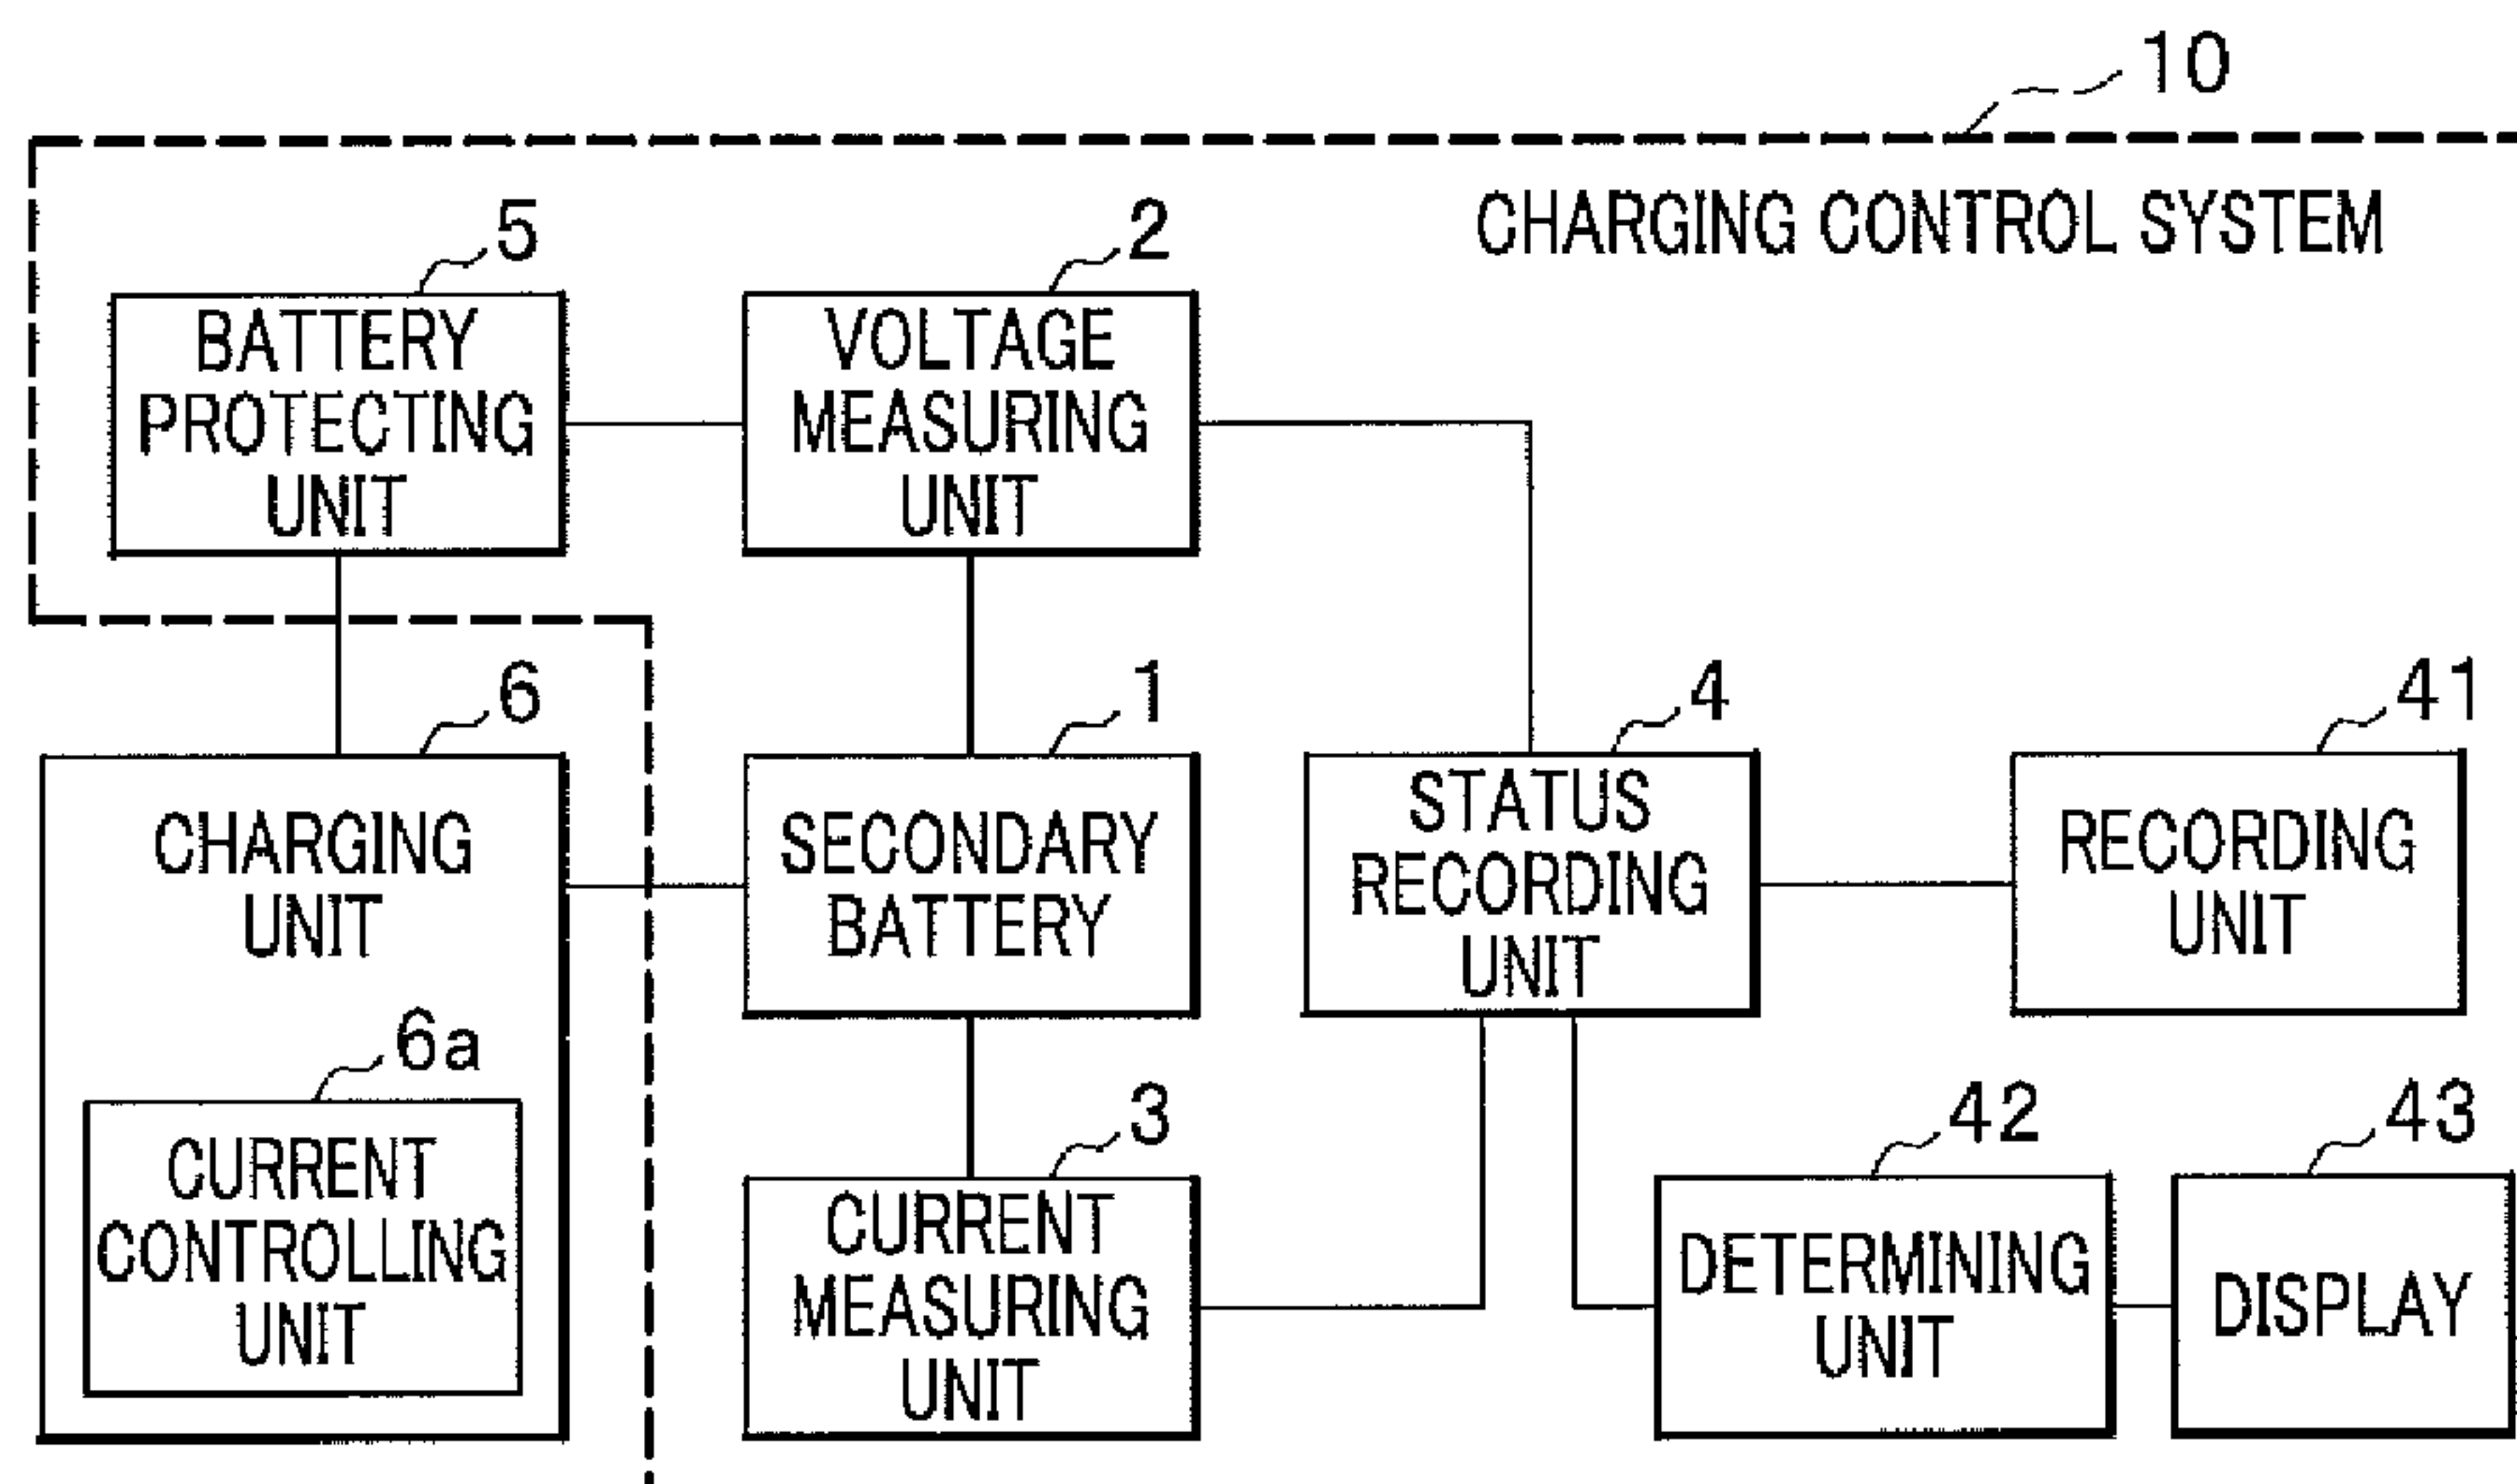 10
CHARGING CONTROL SYSTEM
5
BATTERY
PROTECTING
UNIT
2
VOLTAGE
MEASURING
UNIT
6
CHARGING
UNIT
6a
CURRENT
CONTROLLING
UNIT
1
SECONDARY
BATTERY
4
STATUS
RECORDING
UNIT
41
RECORDING
UNIT
3
CURRENT
MEASURING
UNIT
42
DETERMINING
UNIT
43
DISPLAY